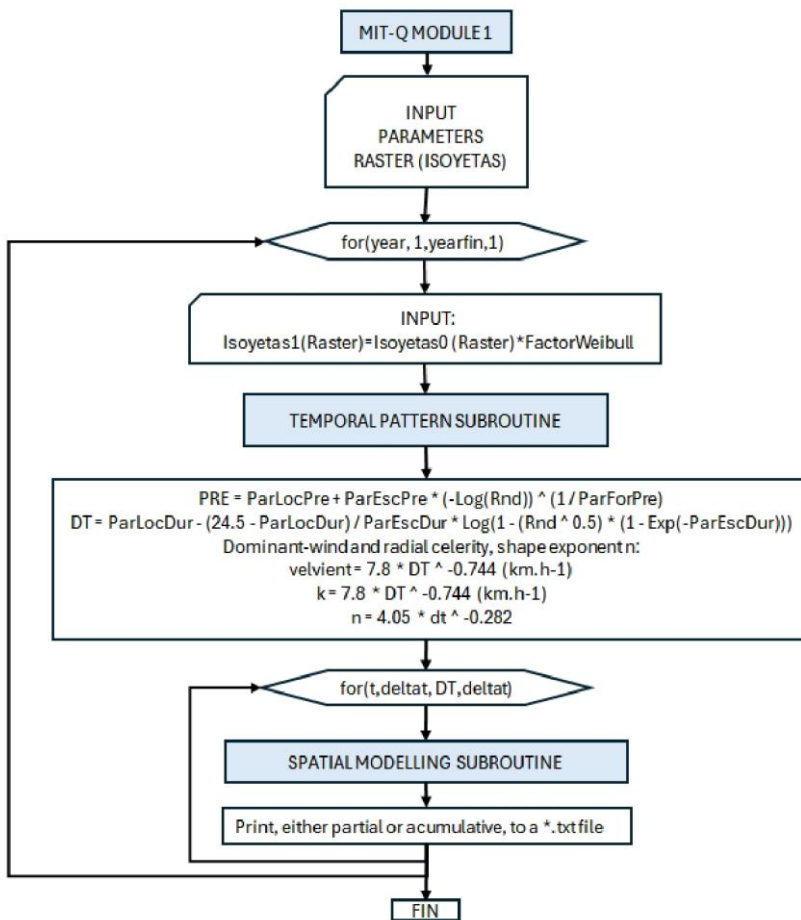 MIT-Q MODULE 1
INPUT
PARAMETERS
RASTER (ISOYETAS)
for(year, 1,yearfin,1)
INPUT:
Isoyetas1(Raster)=Isoyetas0 (Raster)*FactorWeibull
TEMPORAL PATTERN SUBROUTINE
PRE = ParLocPre + ParEscPre * (-Log(Rnd)) ^ (1 / ParForPre)
DT = ParLocDur - (24.5 - ParLocDur) / ParEscDur * Log(1 - (Rnd ^ 0.5) * (1 - Exp(-ParEscDur)))
Dominant-wind and radial celerity, shape exponent n:
velvient = 7.8 * DT ^ -0.744 (km.h-1)
k = 7.8 * DT ^ -0.744 (km.h-1)
n = 4.05 * dt ^ -0.282
for(t,deltat, DT,deltat)
SPATIAL MODELLING SUBROUTINE
Print, either partial or acumulative, to a *.txt file
FIN